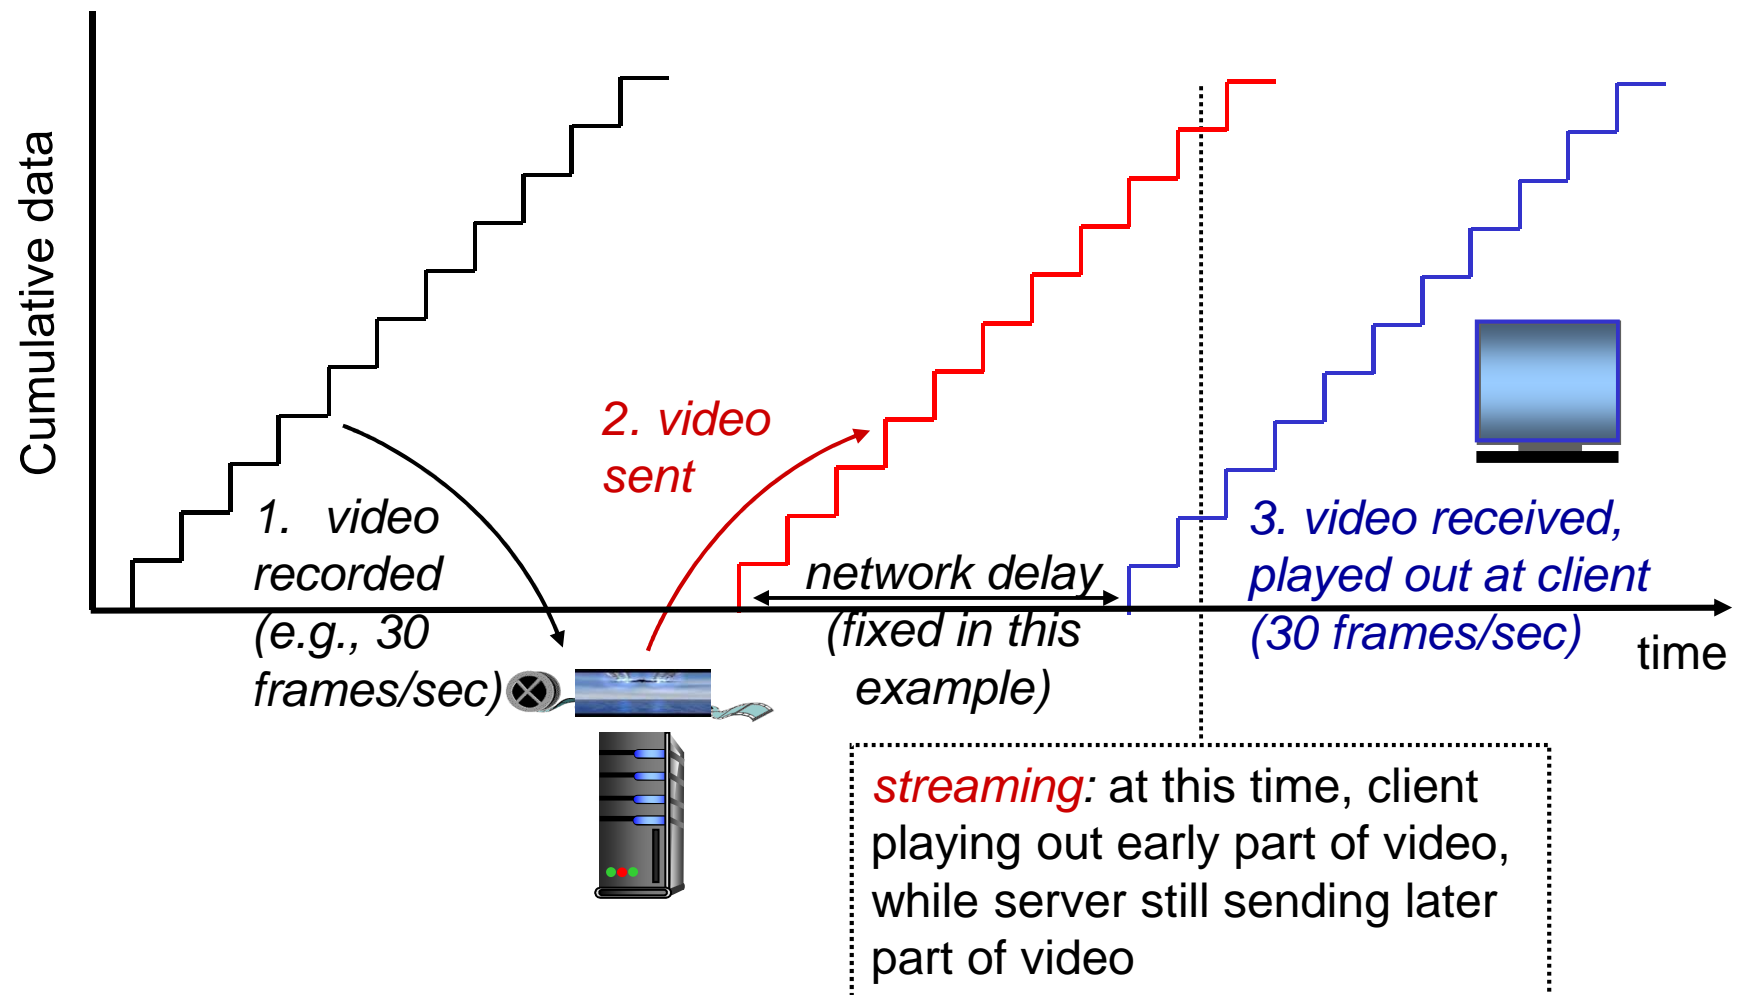 Cumulative data
1. video
recorded
(e.g., 30
frames/sec)
2. video
sent
network delay
(fixed in this
example)
3. video received,
played out at client
(30 frames/sec)
time
streaming: at this time, client
playing out early part of video,
while server still sending later
part of video